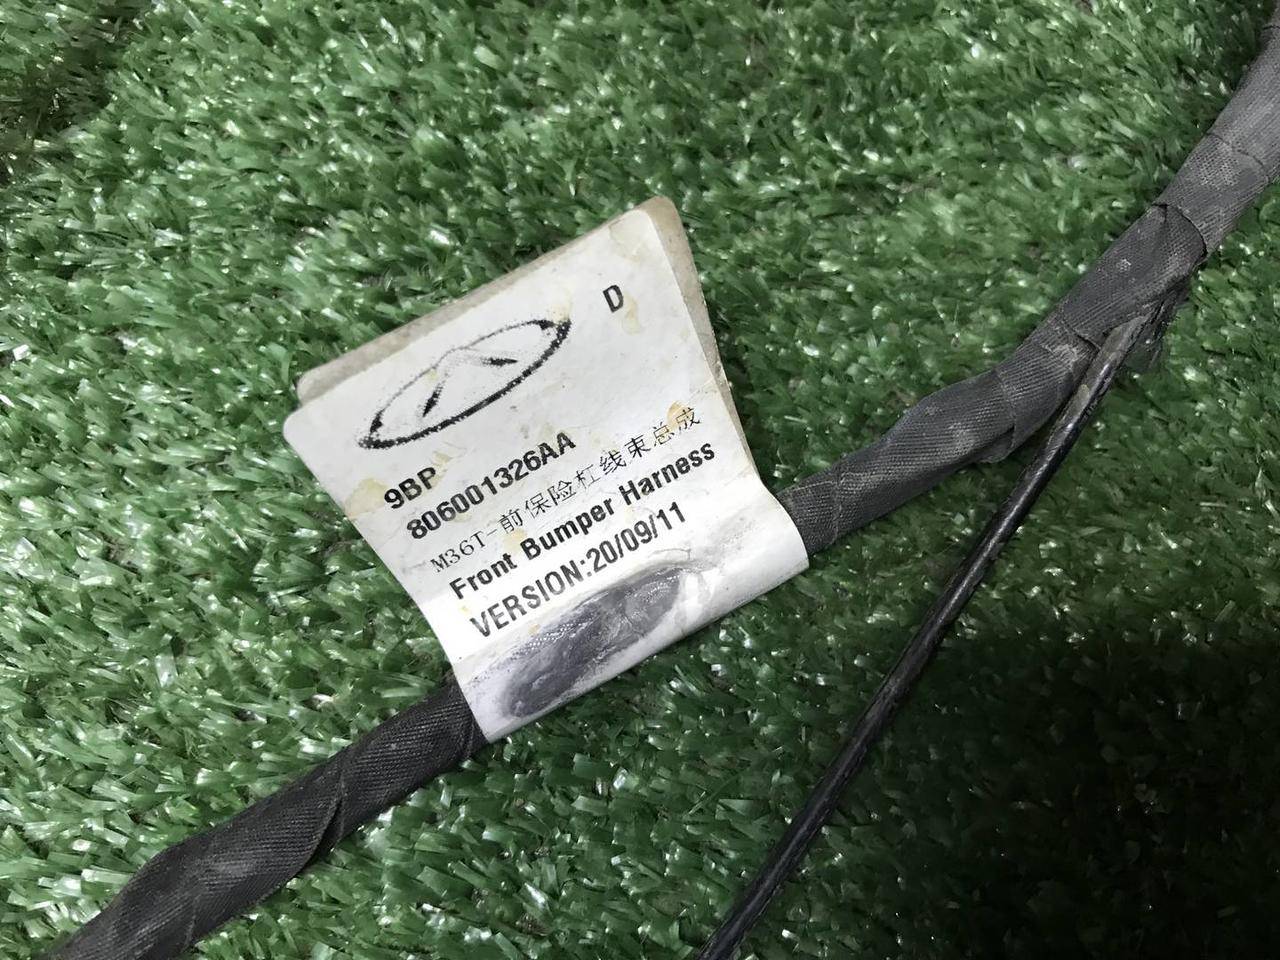 D
9BP
806001326AA
M36T-前保险杠线束总成
Front Bumper Harness
VERSION:20/09/11